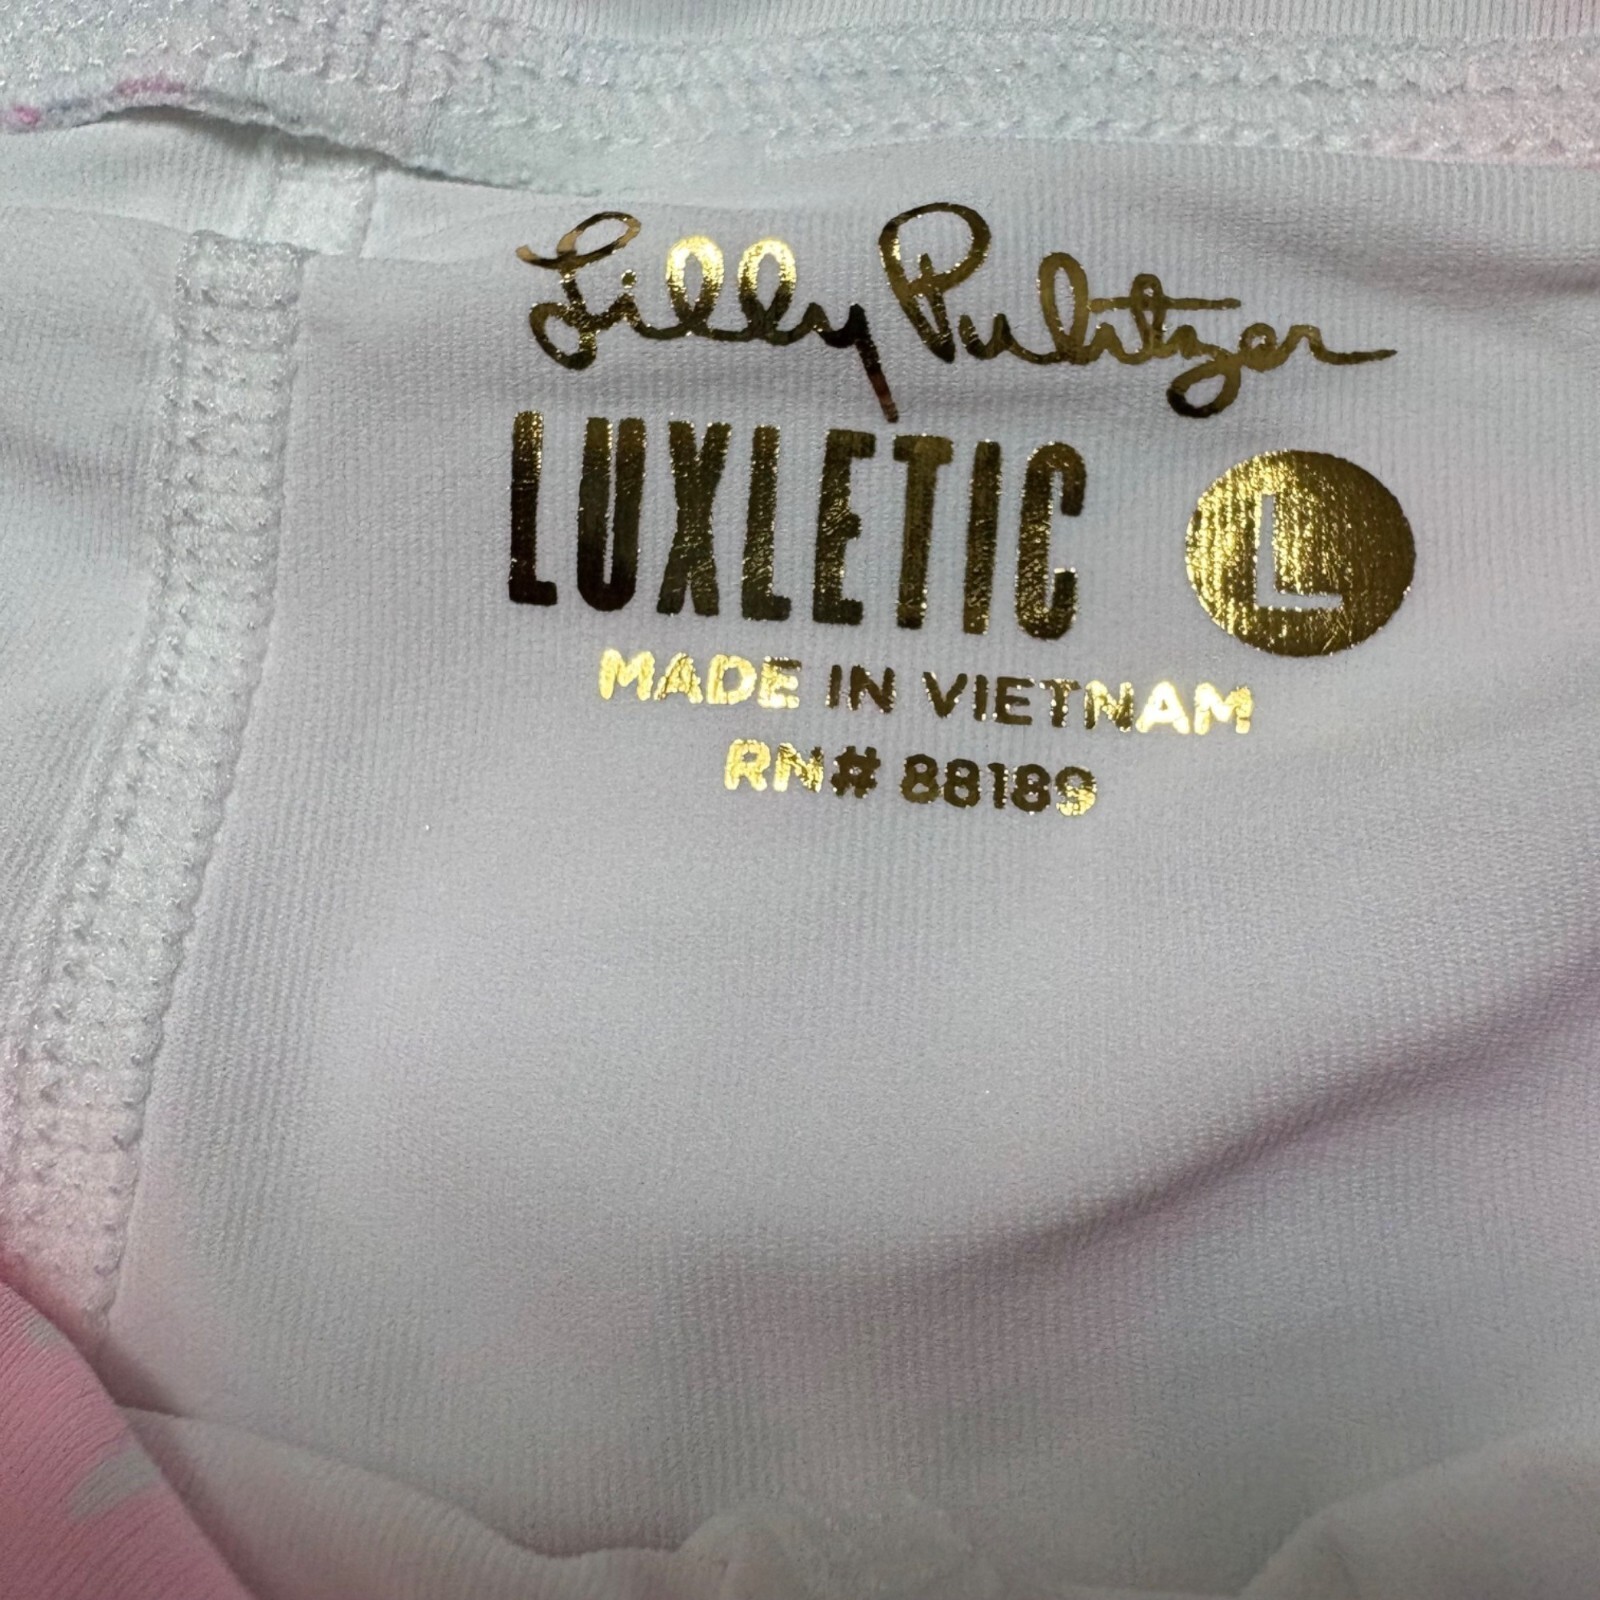 Lilly Pulitzer
LUXLETIC L
MADE IN VIETNAM
RN# 88189